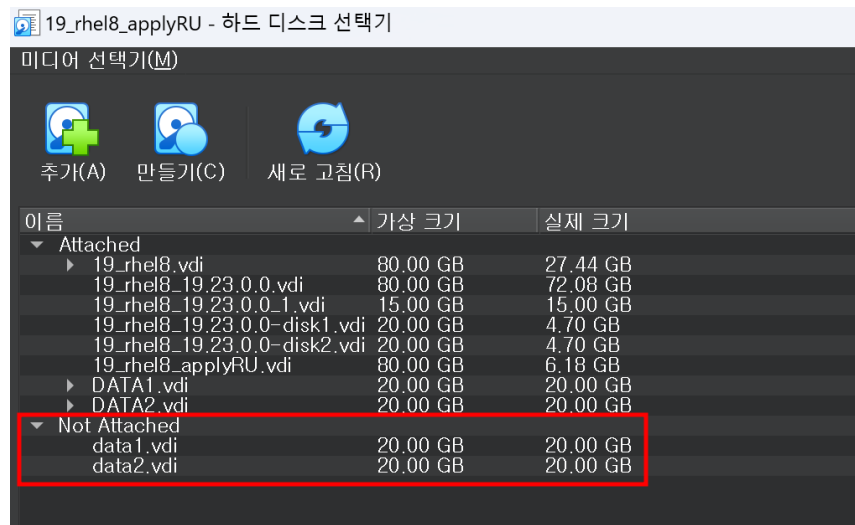 19_rhel8_applyRU - 하드 디스크 선택기
미디어 선택기(M)
추가(A) 만들기(C) 새로 고침(R)
이름 가상 크기 실제 크기
Attached
19_rhel8.vdi 80.00 GB 27.44 GB
19_rhel8_19.23.0.0.vdi 80.00 GB 72.08 GB
19_rhel8_19.23.0.0_1.vdi 15.00 GB 15.00 GB
19_rhel8_19.23.0.0-disk1.vdi 20.00 GB 4.70 GB
19_rhel8_19.23.0.0-disk2.vdi 20.00 GB 4.70 GB
19_rhel8_applyRU.vdi 80.00 GB 6.18 GB
DATA1.vdi 20.00 GB 20.00 GB
DATA2.vdi 20.00 GB 20.00 GB
Not Attached
data1.vdi 20.00 GB 20.00 GB
data2.vdi 20.00 GB 20.00 GB